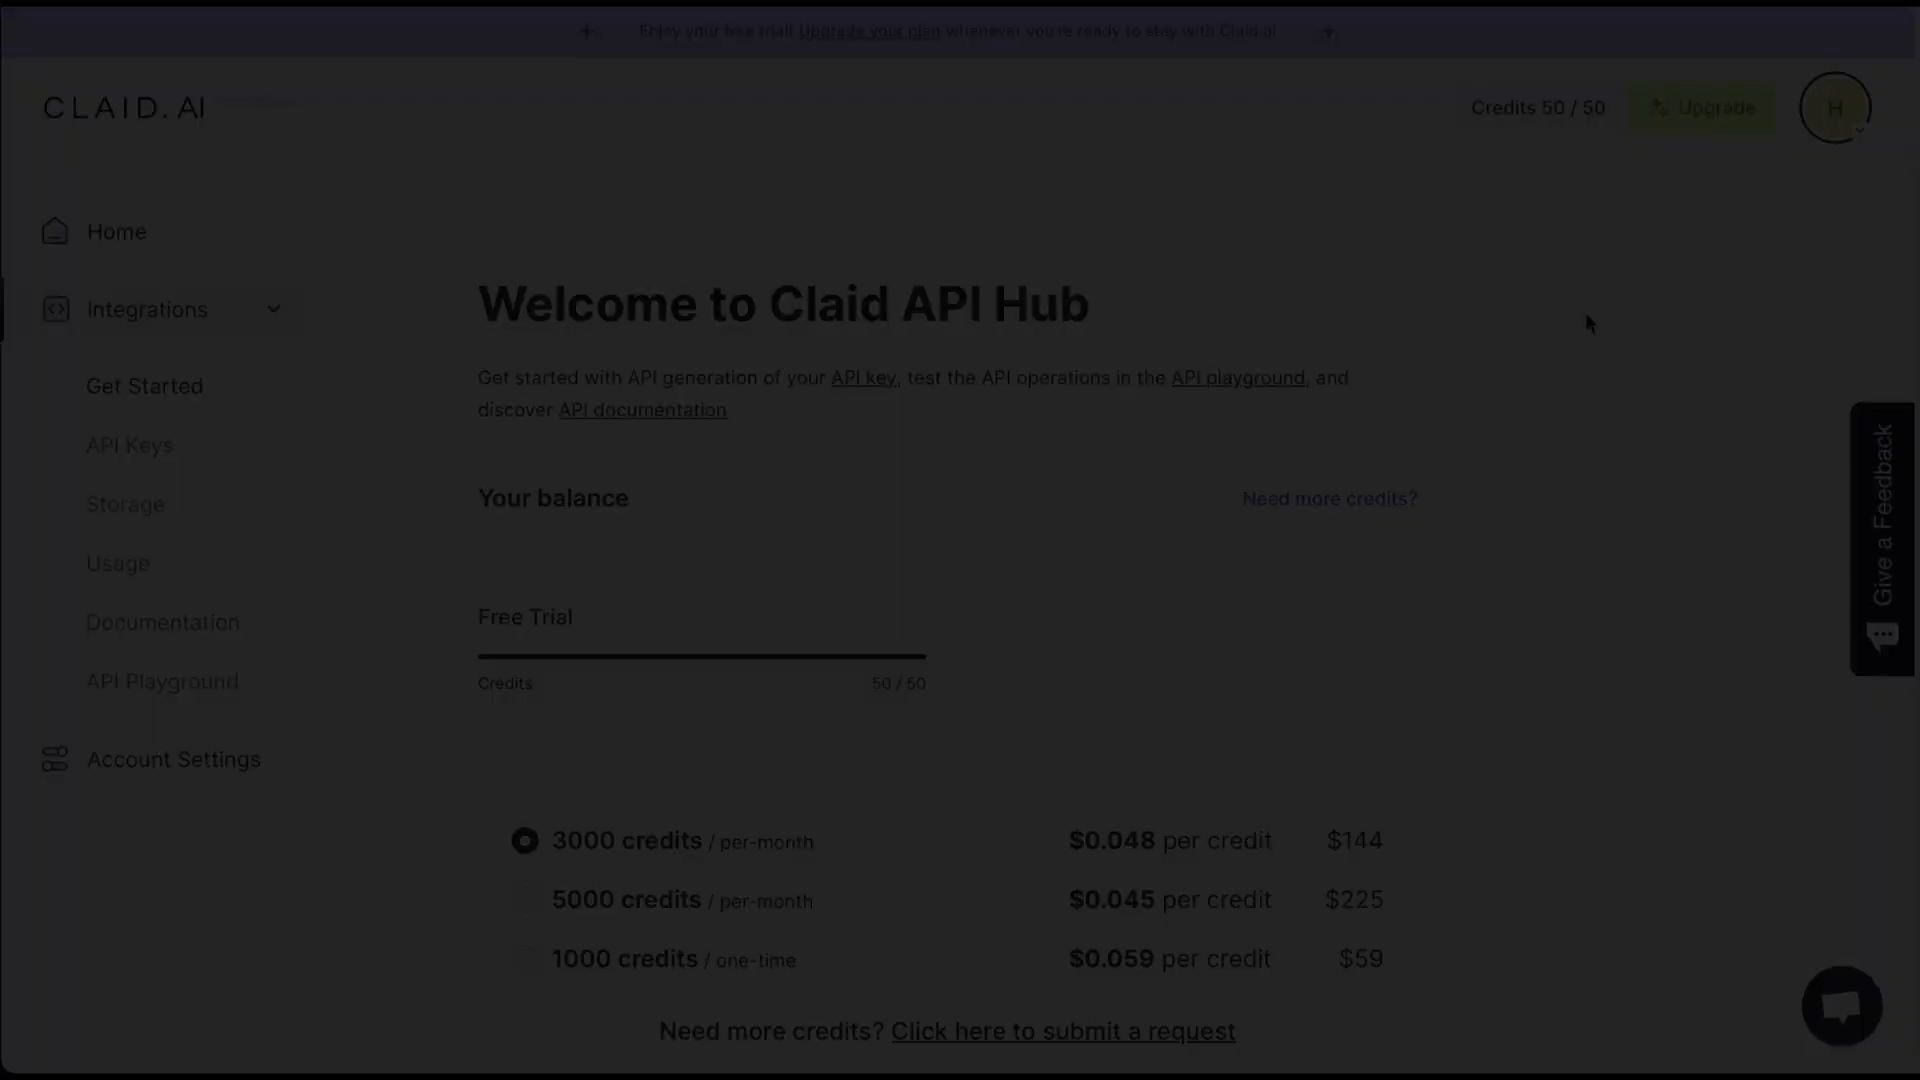 Enjoy your free trial! Upgrade your plan whenever you're ready to stay with Claid.ai
CLAID.AI
Credits 50 / 50
Upgrade
H
Home
Integrations
Get Started
API Keys
Storage
Usage
Documentation
API Playground
Account Settings
Welcome to Claid API Hub
Get started with API generation of your API key, test the API operations in the API playground, and
discover API documentation
Your balance
Need more credits?
Free Trial
Credits
50 / 50
3000 credits / per-month $0.048 per credit $144
5000 credits / per-month $0.045 per credit $225
1000 credits / one-time $0.059 per credit $59
Need more credits? Click here to submit a request
Give a Feedback